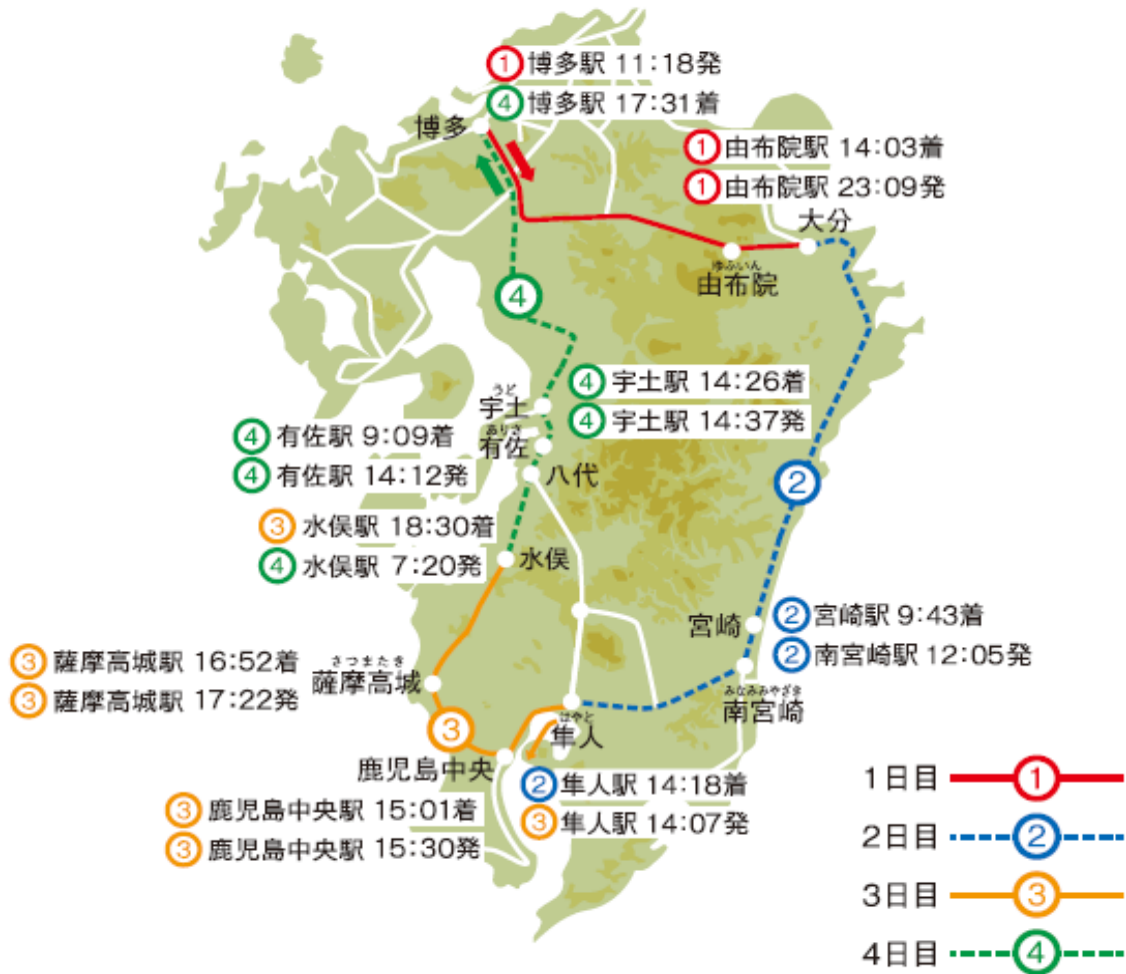 ① 博多駅 11:18発
④ 博多駅 17:31着
博多
① 由布院駅 14:03着
① 由布院駅 23:09発
大分
ゆふいん
由布院
④
④ 宇土駅 14:26着
④ 宇土駅 14:37発
うど
宇土
ありさ
有佐
④ 有佐駅 9:09着
④ 有佐駅 14:12発
八代
②
③ 水俣駅 18:30着
④ 水俣駅 7:20発
水俣
宮崎
② 宮崎駅 9:43着
② 南宮崎駅 12:05発
みなみみやざき
南宮崎
③ 薩摩高城駅 16:52着
③ 薩摩高城駅 17:22発
さつまたき
薩摩高城
③
はやと
隼人
鹿児島中央
② 隼人駅 14:18着
③ 隼人駅 14:07発
③ 鹿児島中央駅 15:01着
③ 鹿児島中央駅 15:30発
1日目 ①
2日目 ②
3日目 ③
4日目 ④